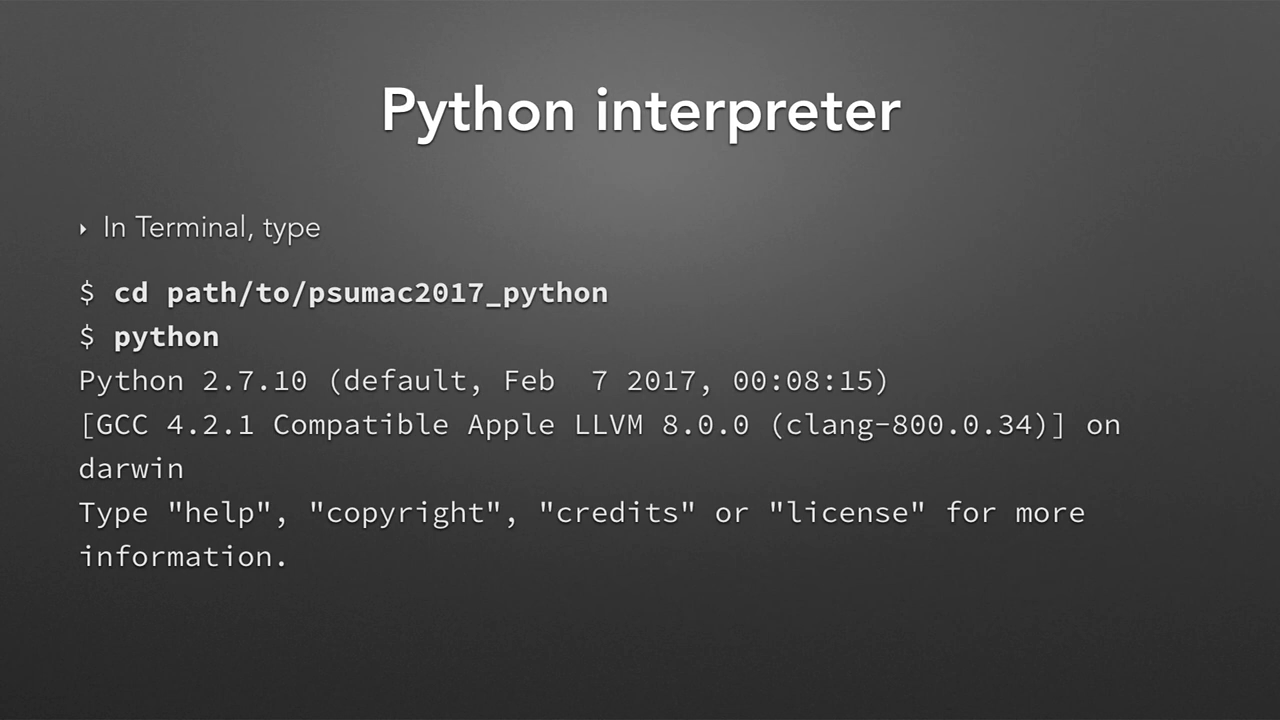 Python interpreter
In Terminal, type
$ cd path/to/psumac2017_python
$ python
Python 2.7.10 (default, Feb  7 2017, 00:08:15)
[GCC 4.2.1 Compatible Apple LLVM 8.0.0 (clang-800.0.34)] on
darwin
Type "help", "copyright", "credits" or "license" for more
information.